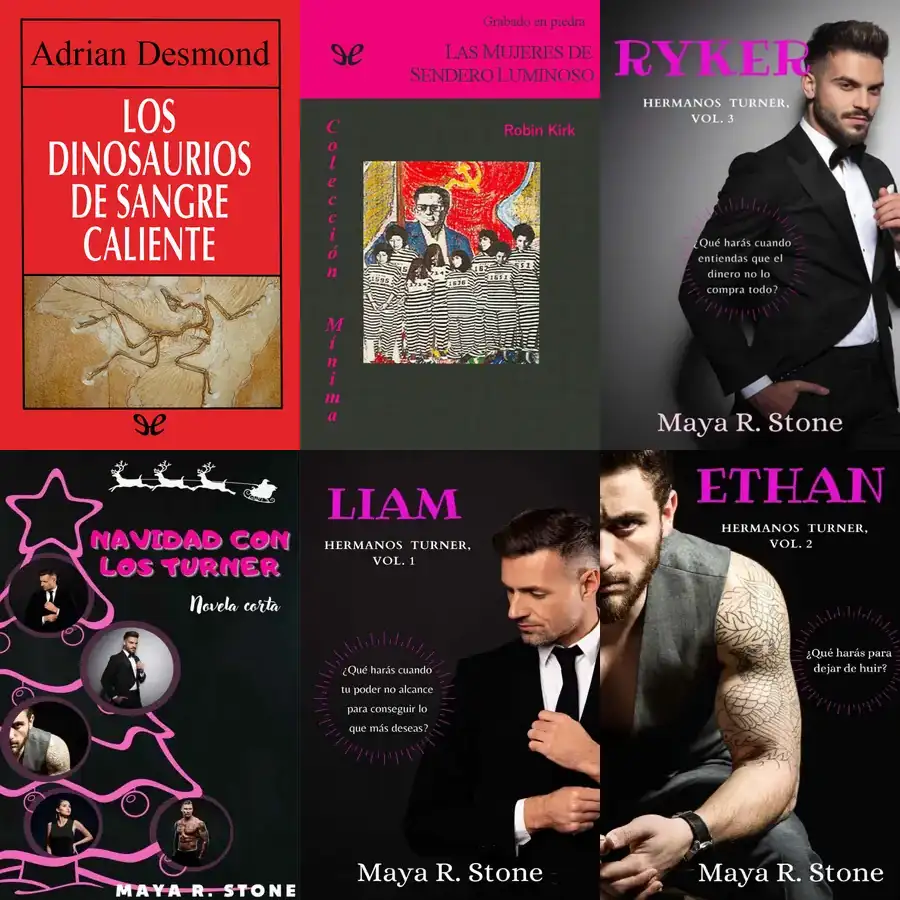 Adrian Desmond
LOS
DINOSAURIOS
DE SANGRE
CALIENTE
Grabado en piedra
LAS MUJERES DE
SENDERO LUMINOSO
Robin Kirk
Colección Mínima
RYKER
HERMANOS TURNER,
VOL. 3
¿Qué harás cuando
entiendas que el
dinero no lo
compra todo?
Maya R. Stone
NAVIDAD CON
LOS TURNER
Novela corta
MAYA R. STONE
LIAM
HERMANOS TURNER,
VOL. 1
¿Qué harás cuando
tu poder no alcance
para conseguir lo
que más deseas?
Maya R. Stone
ETHAN
HERMANOS TURNER,
VOL. 2
¿Qué harás para
dejar de huir?
Maya R. Stone